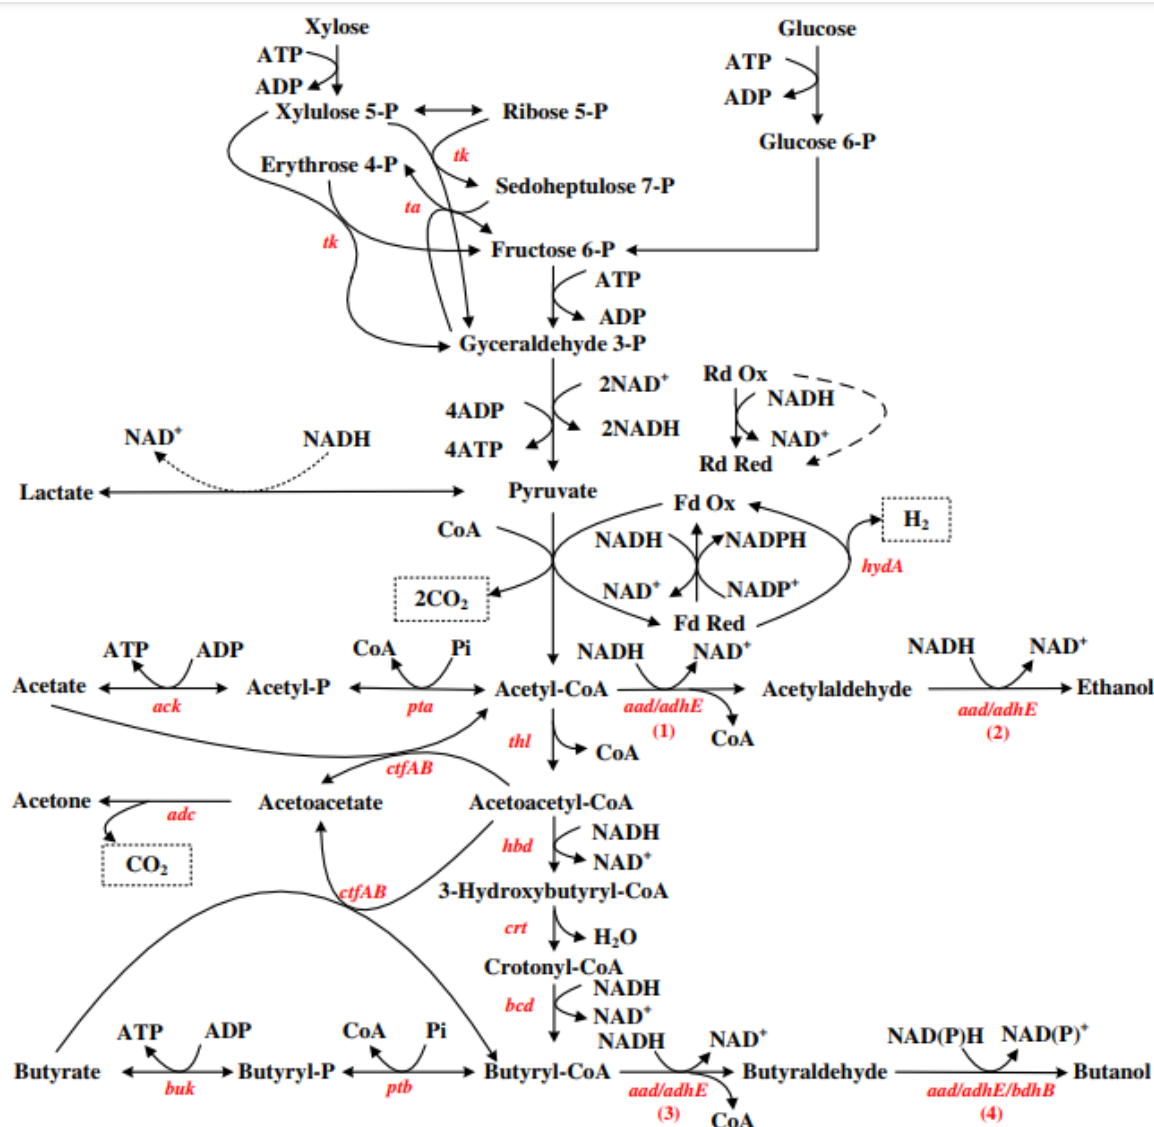 Xylose
Glucose
ATP
ADP
ATP
ADP
Xylulose 5-P
Ribose 5-P
Glucose 6-P
tk
Erythrose 4-P
Sedoheptulose 7-P
ta
tk
Fructose 6-P
ATP
ADP
Gyceraldehyde 3-P
2NAD⁺
4ADP
2NADH
4ATP
Rd Ox
NADH
NAD⁺
Rd Red
NAD⁺
NADH
Lactate
Pyruvate
Fd Ox
CoA
NADH
NADPH
H₂
hydA
2CO₂
NAD⁺
NADP⁺
Fd Red
ATP
ADP
CoA
Pi
NADH
NAD⁺
NADH
NAD⁺
Acetate
Acetyl-P
Acetyl-CoA
Acetylaldehyde
Ethanol
ack
pta
aad/adhE
(1)
CoA
aad/adhE
(2)
thl
CoA
ctfAB
Acetone
Acetoacetate
Acetoacetyl-CoA
adc
CO₂
hbd
NADH
NAD⁺
ctfAB
3-Hydroxybutyryl-CoA
crt
H₂O
Crotonyl-CoA
bcd
NADH
NAD⁺
ATP
ADP
CoA
Pi
NADH
NAD⁺
NAD(P)H
NAD(P)⁺
Butyrate
Butyryl-P
Butyryl-CoA
Butyraldehyde
Butanol
buk
ptb
aad/adhE
(3)
CoA
aad/adhE/bdhB
(4)